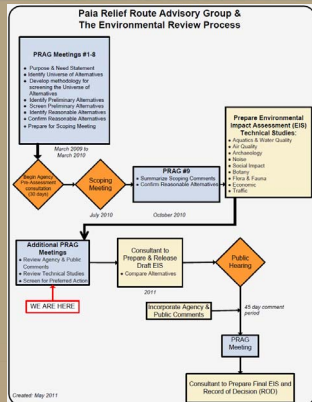 Paia Relief Route Advisory Group &
The Environmental Review Process
PRAG Meetings #1-8
• Purpose & Need Statement
• Identify Universe of Alternatives
• Develop methodology for
screening the Universe of
Alternatives
• Identify Preliminary Alternatives
• Screen Preliminary Alternatives
• Identify Reasonable Alternatives
• Confirm Reasonable Alternatives
• Prepare for Scoping Meeting
March 2009 to
March 2010
Begin Agency
Pre-Assessment
consultation
(30 days)
Scoping
Meeting
July 2010
PRAG #9
• Summarize Scoping Comments
• Confirm Reasonable Alternatives
October 2010
Prepare Environmental
Impact Assessment (EIS)
Technical Studies:
• Aquatics & Water Quality
• Air Quality
• Archaeology
• Noise
• Social Impact
• Botany
• Flora & Fauna
• Economic
• Traffic
Additional PRAG
Meetings
• Review Agency & Public
Comments
• Review Technical Studies
• Screen for Preferred Action
WE ARE HERE
Consultant to
Prepare & Release
Draft EIS
• Compare Alternatives
2011
Public
Hearing
Incorporate Agency &
Public Comments
45 day comment
period
PRAG
Meeting
Consultant to Prepare Final EIS and
Record of Decision (ROD)
Created: May 2011